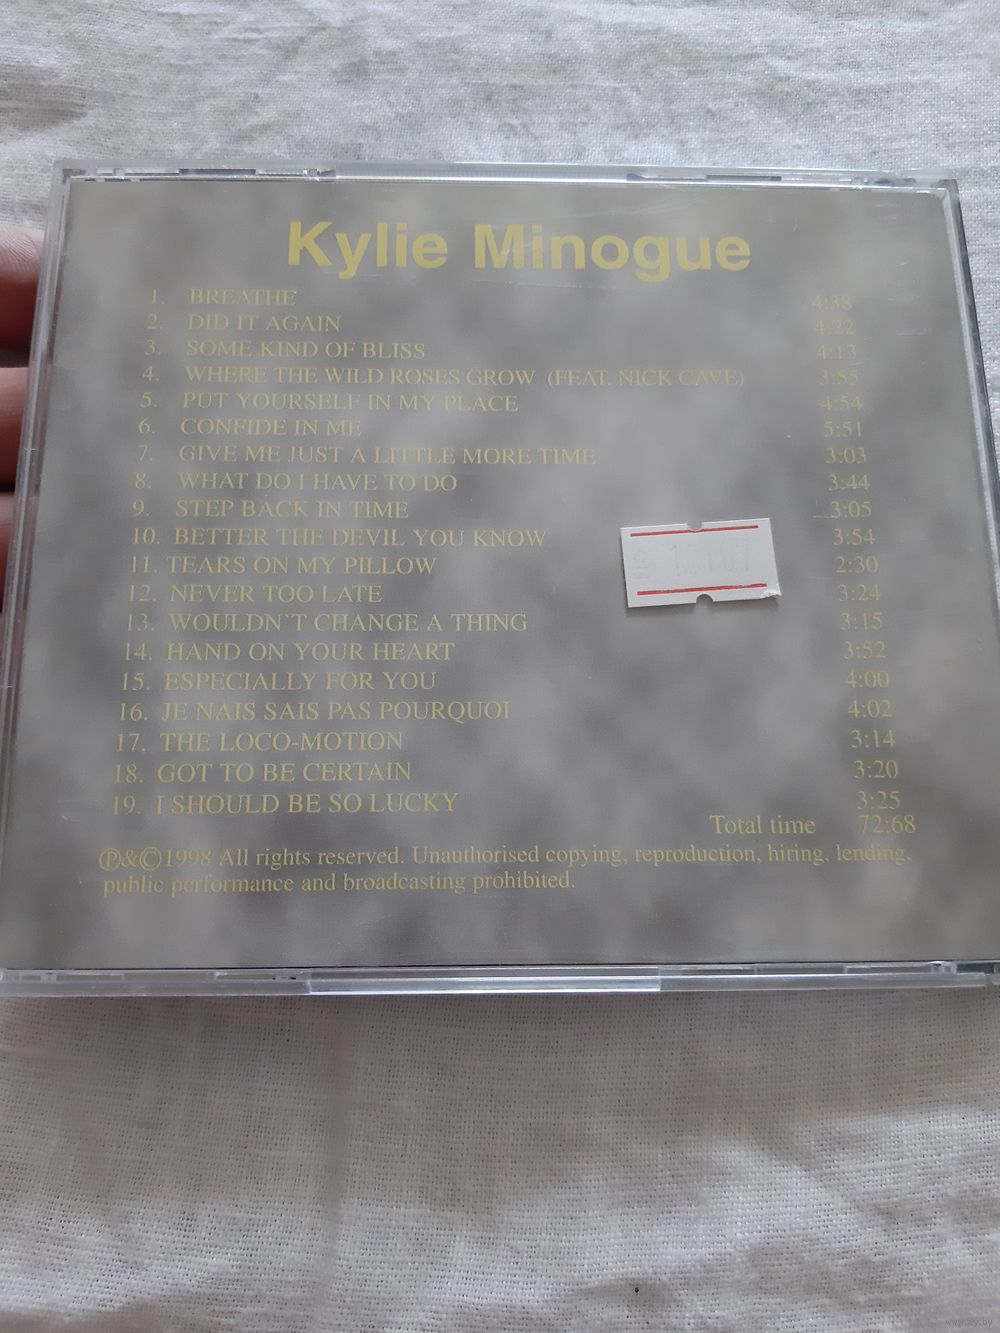 Kylie Minogue
1. BREATHE 4:38
2. DID IT AGAIN 4:22
3. SOME KIND OF BLISS 4:13
4. WHERE THE WILD ROSES GROW (FEAT. NICK CAVE) 3:55
5. PUT YOURSELF IN MY PLACE 4:54
6. CONFIDE IN ME 5:51
7. GIVE ME JUST A LITTLE MORE TIME 3:03
8. WHAT DO I HAVE TO DO 3:44
9. STEP BACK IN TIME 3:05
10. BETTER THE DEVIL YOU KNOW 3:54
11. TEARS ON MY PILLOW 2:30
12. NEVER TOO LATE 3:24
13. WOULDN'T CHANGE A THING 3:15
14. HAND ON YOUR HEART 3:52
15. ESPECIALLY FOR YOU 4:00
16. JE NAIS SAIS PAS POURQUOI 4:02
17. THE LOCO-MOTION 3:14
18. GOT TO BE CERTAIN 3:20
19. I SHOULD BE SO LUCKY 3:25
Total time 72:68
℗&©1998 All rights reserved. Unauthorised copying, reproduction, hiring, lending,
public performance and broadcasting prohibited.